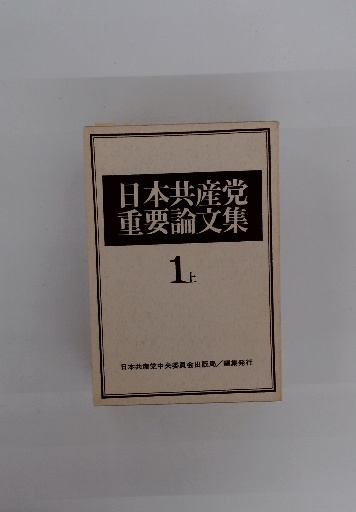 日本共産党
重要論文集
1上
日本共産党中央委員会出版局/編集発行